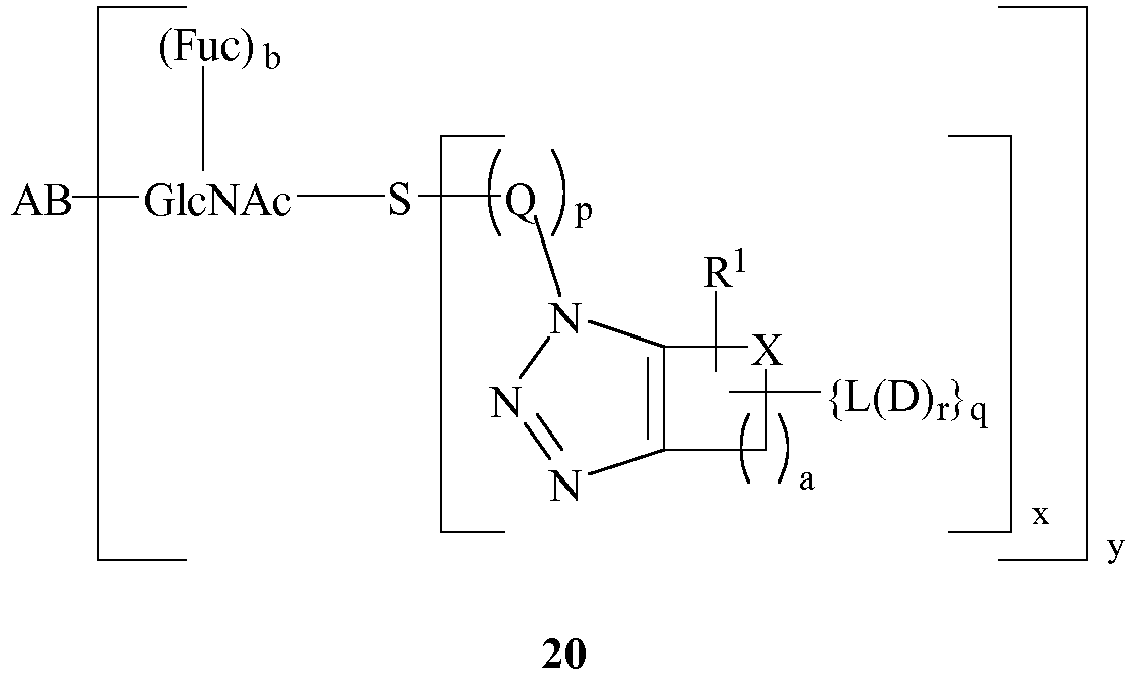 (Fuc) b
AB GlcNAc S (Q) p
R¹
N X
N {L(D)r}q
N ( ) a
x
y
20